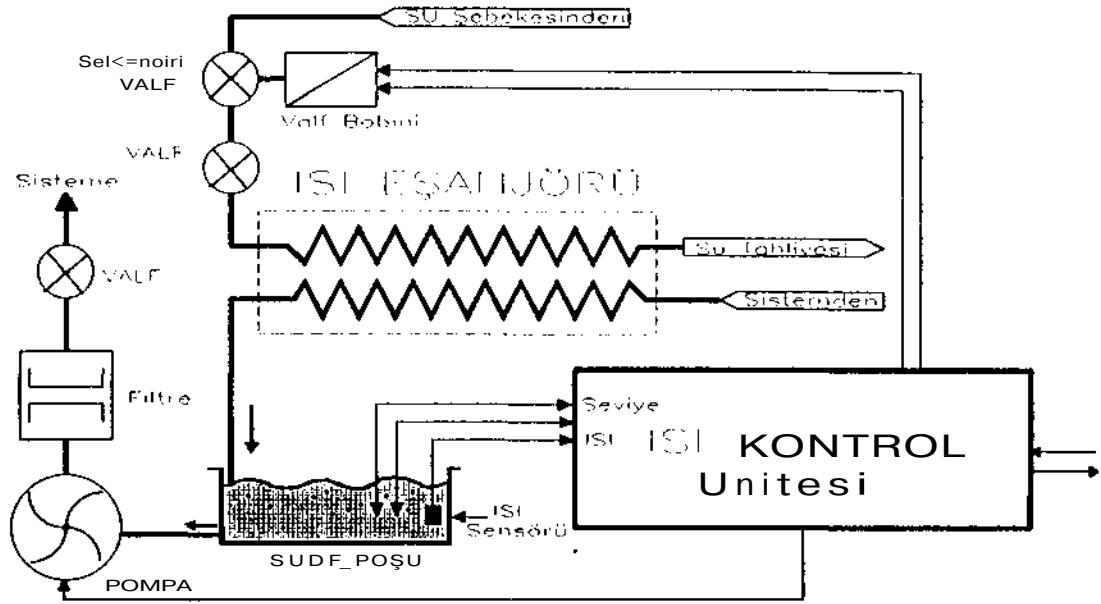 SU Şebekesinden
Sel<=noiri
VALF
Valf Bobini
VALF
Sisteme
ISI EŞANJÖRÜ
VALF
Su Tahliyesi
Sistemden
Filtre
Seviye
ISI
ISI KONTROL
Unitesi
ISI
Sensörü
SUDF_POŞU
POMPA